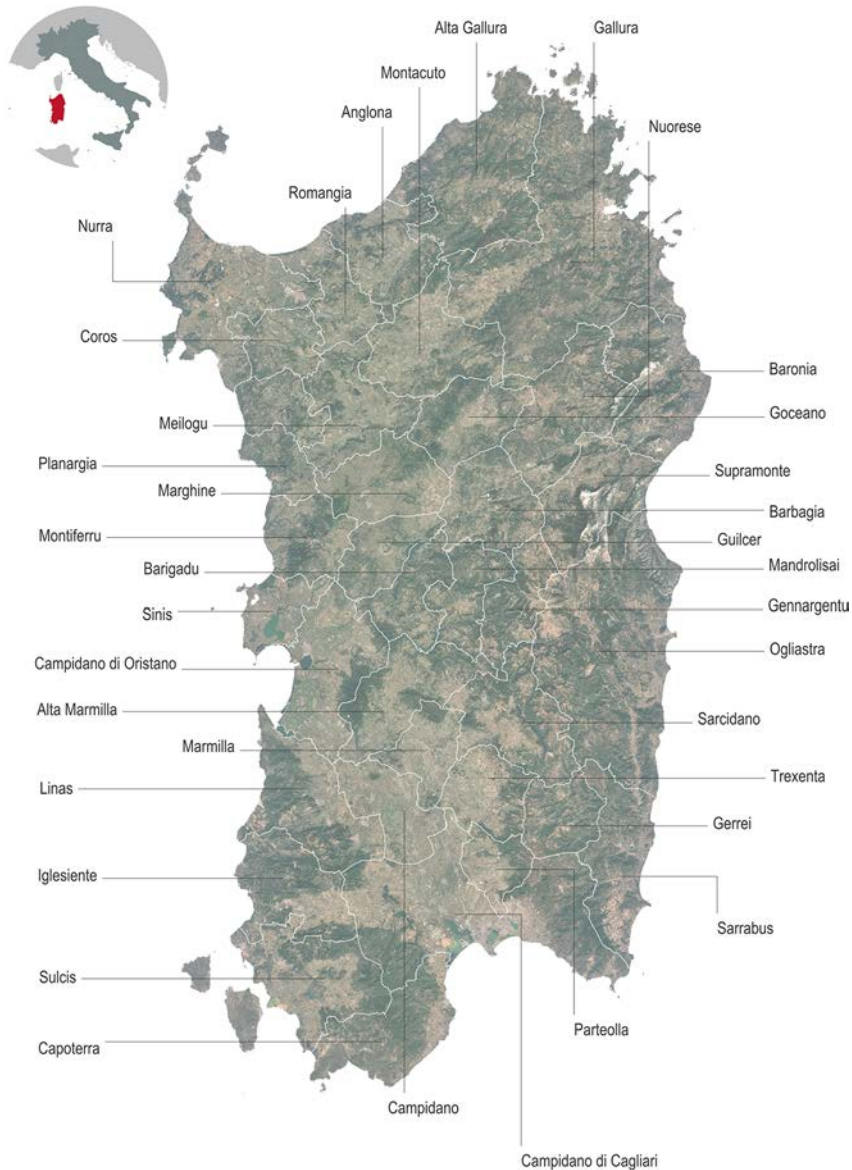 Alta Gallura
Gallura
Montacuto
Anglona
Nuorese
Romangia
Nurra
Coros
Baronia
Goceano
Meilogu
Planargia
Supramonte
Marghine
Barbagia
Montiferru
Guilcer
Barigadu
Mandrolisai
Sinis
Gennargentu
Ogliastra
Campidano di Oristano
Alta Marmilla
Sarcidano
Marmilla
Trexenta
Linas
Gerrei
Iglesiente
Sarrabus
Sulcis
Parteolla
Capoterra
Campidano
Campidano di Cagliari